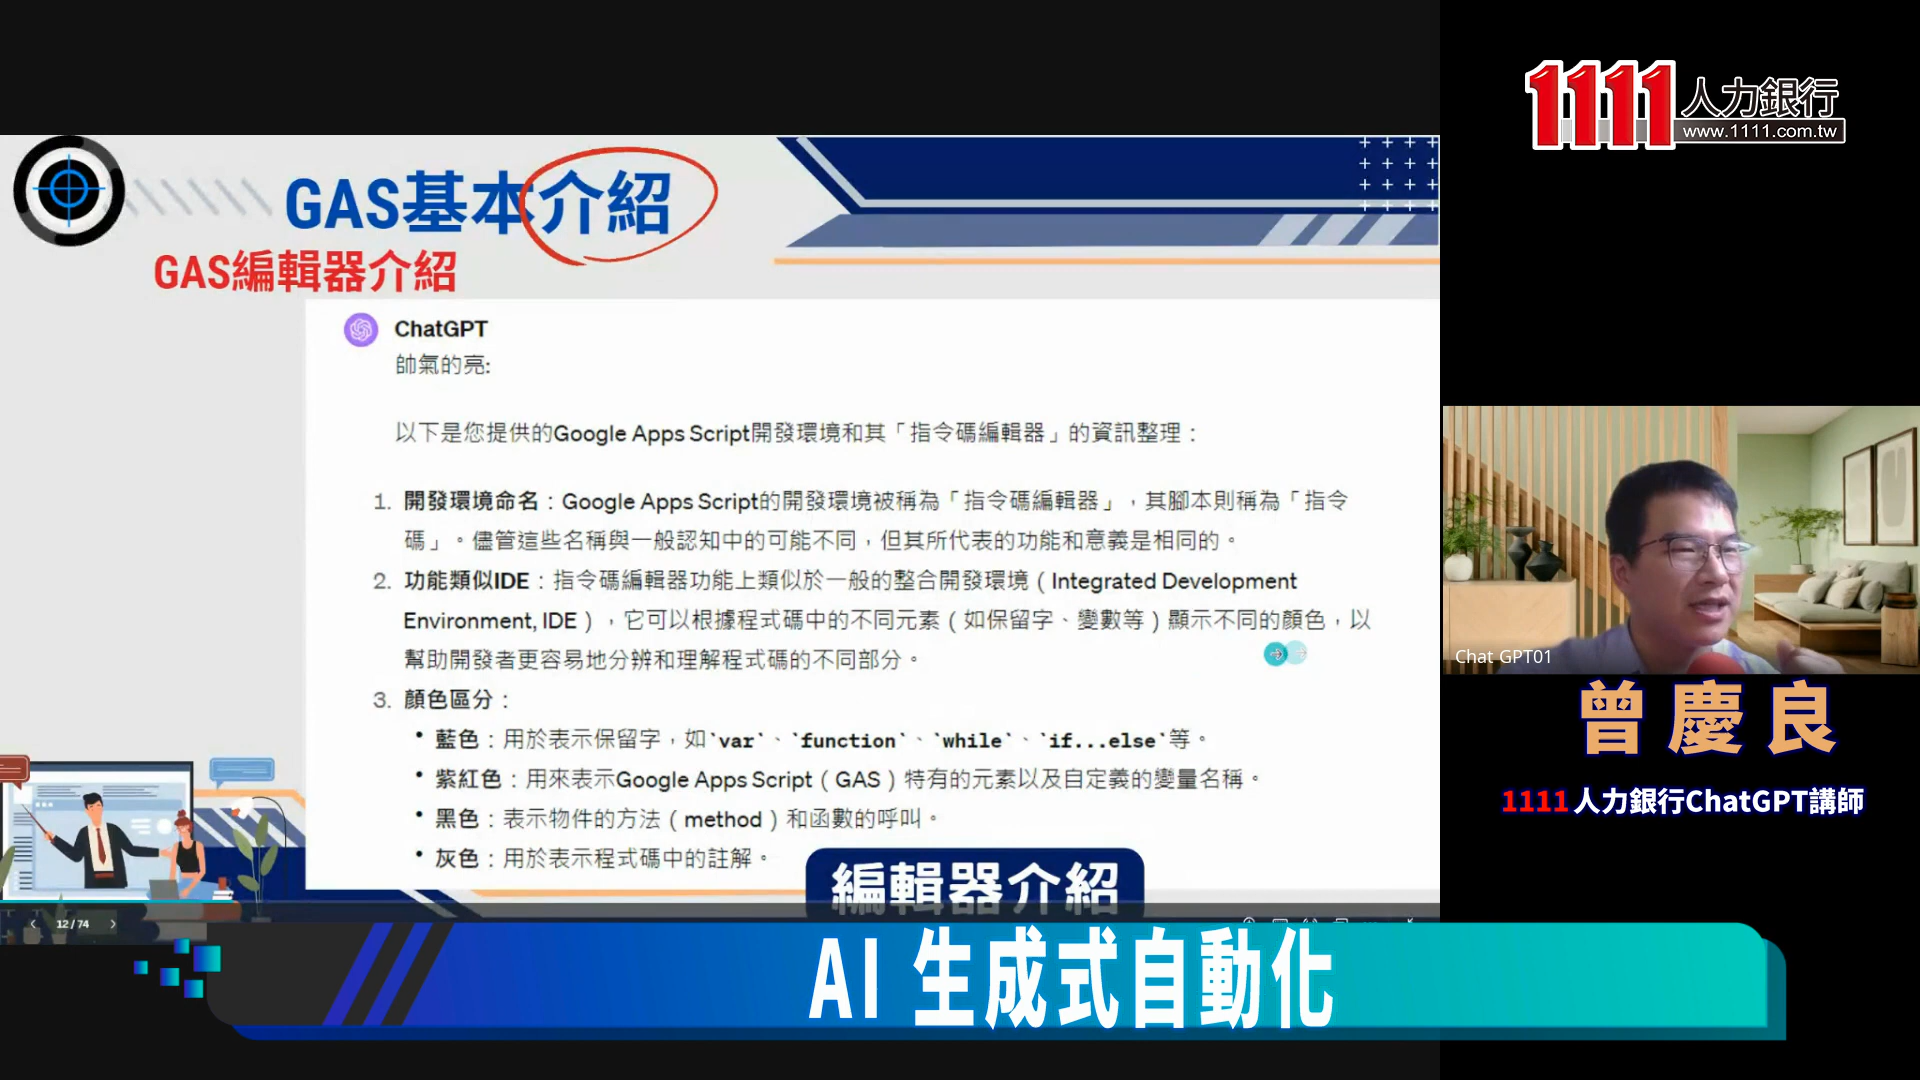 GAS基本介紹
GAS編輯器介紹
ChatGPT
帥氣的亮:
以下是您提供的Google Apps Script開發環境和其「指令碼編輯器」的資訊整理：
1. 開發環境命名：Google Apps Script的開發環境被稱為「指令碼編輯器」，其腳本則稱為「指令
碼」。儘管這些名稱與一般認知中的可能不同，但其所代表的功能和意義是相同的。
2. 功能類似IDE：指令碼編輯器功能上類似於一般的整合開發環境（Integrated Development
Environment, IDE），它可以根據程式碼中的不同元素（如保留字、變數等）顯示不同的顏色，以
幫助開發者更容易地分辨和理解程式碼的不同部分。
3. 顏色區分：
• 藍色：用於表示保留字，如`var`、`function`、`while`、`if...else`等。
• 紫紅色：用來表示Google Apps Script（GAS）特有的元素以及自定義的變量名稱。
• 黑色：表示物件的方法（method）和函數的呼叫。
• 灰色：用於表示程式碼中的註解。
編輯器介紹
12 / 74
AI 生成式自動化
1111人力銀行
www.1111.com.tw
Chat GPT01
曾慶良
1111人力銀行ChatGPT講師